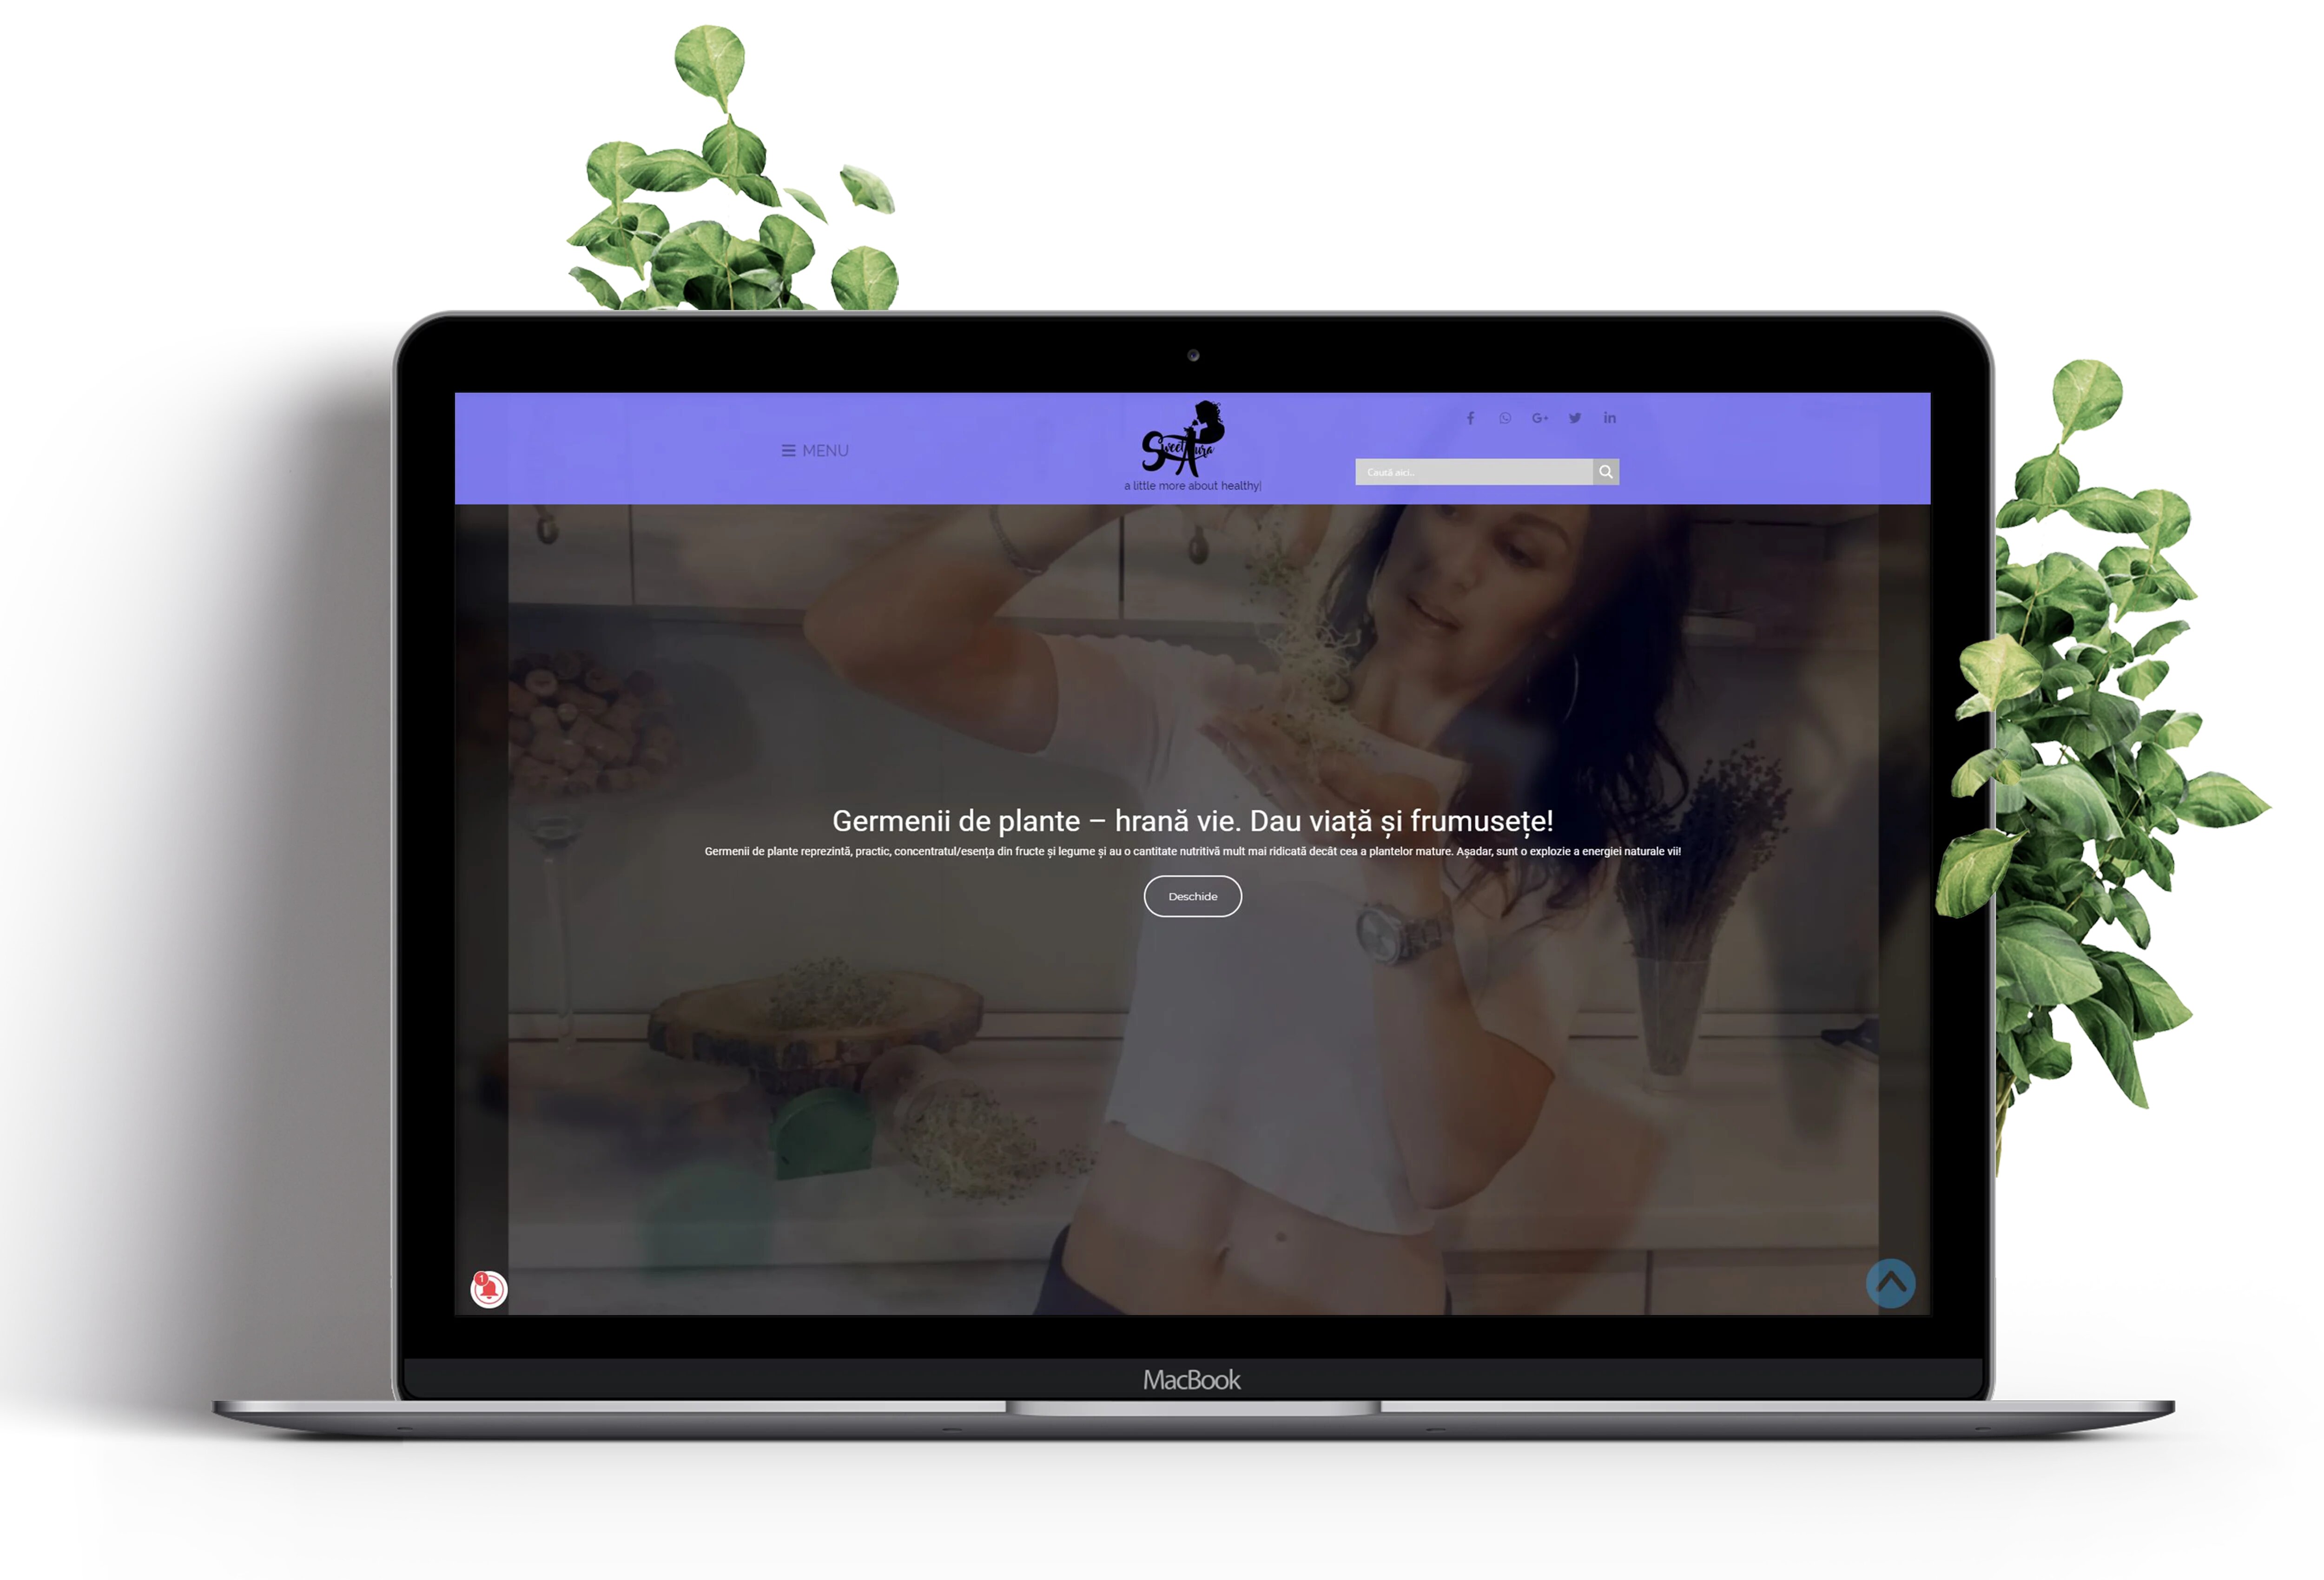 MENU
Sweet Aura
a little more about healthy|
Caută aici..
Germenii de plante – hrană vie. Dau viață și frumusețe!
Germenii de plante reprezintă, practic, concentratul/esența din fructe și legume și au o cantitate nutritivă mult mai ridicată decât cea a plantelor mature. Așadar, sunt o explozie a energiei naturale vii!
Deschide
1
MacBook